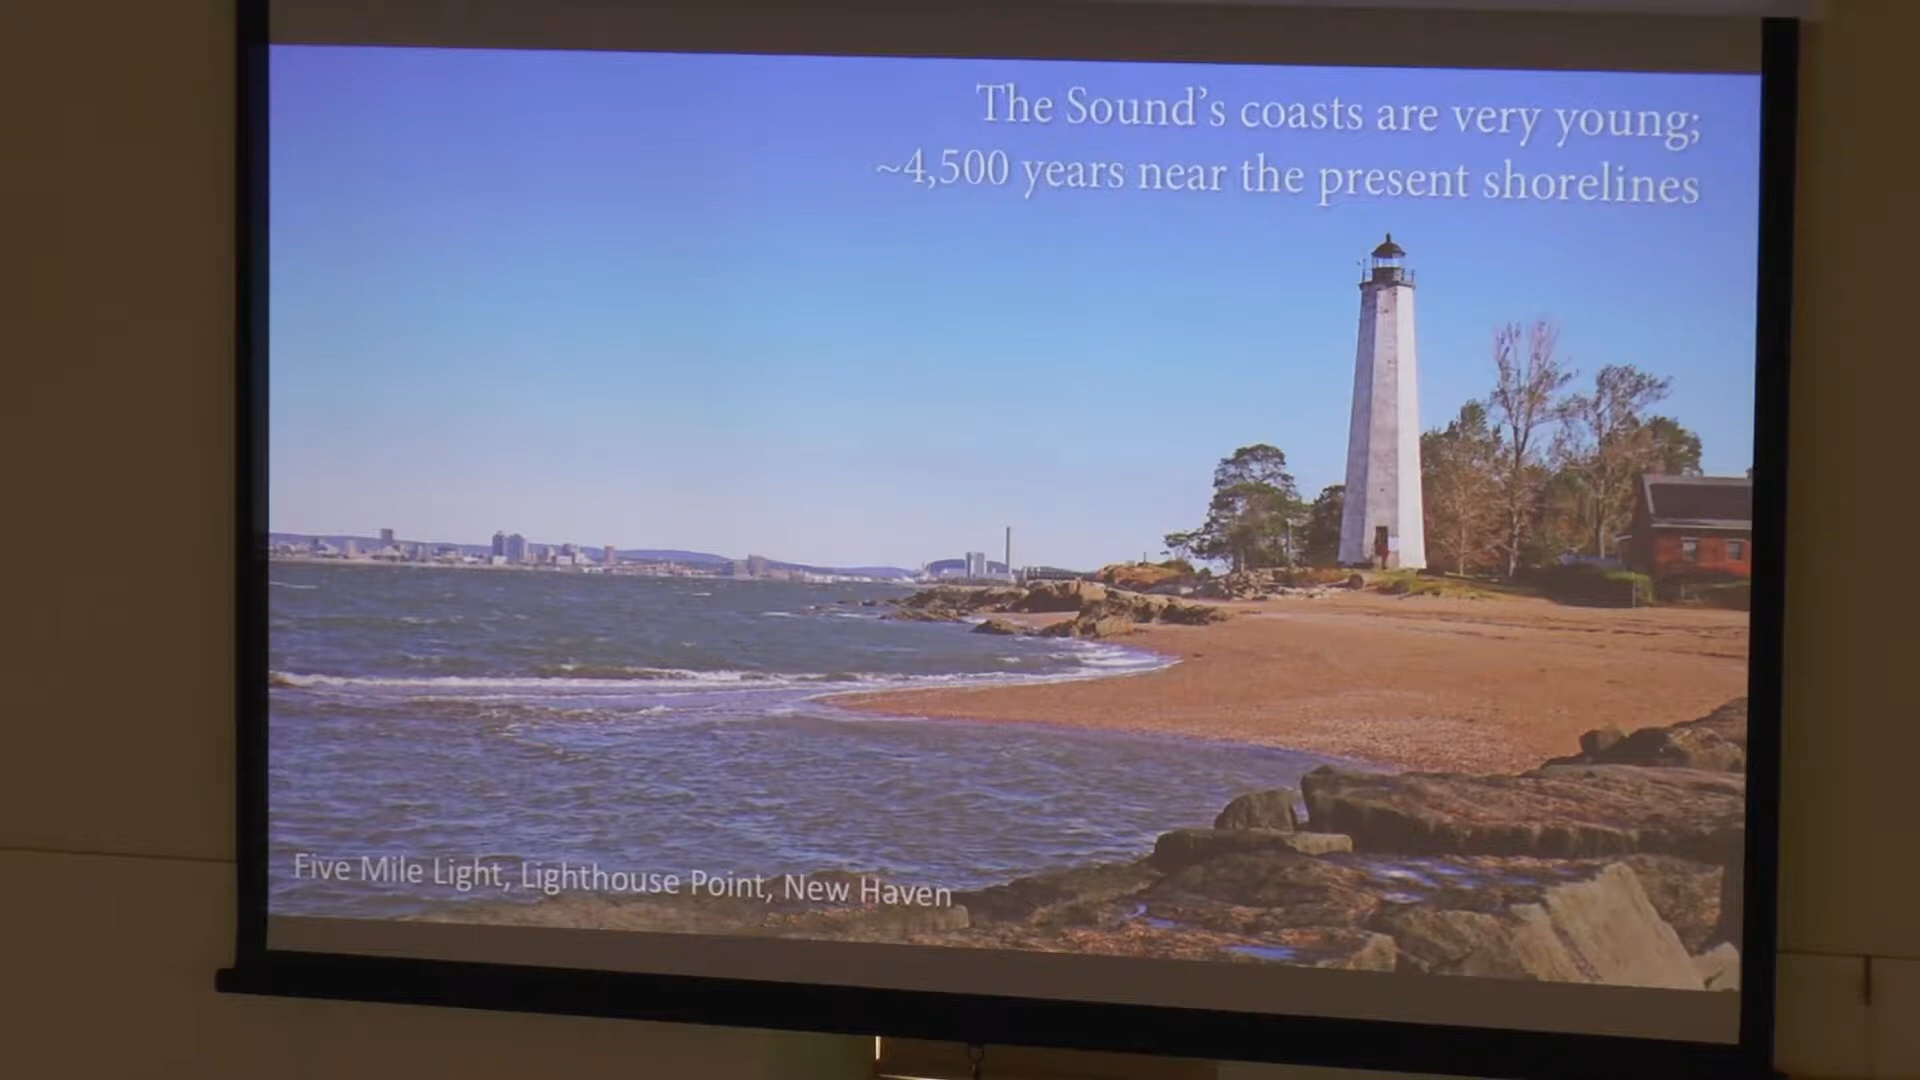 The Sound’s coasts are very young;
~4,500 years near the present shorelines
Five Mile Light, Lighthouse Point, New Haven